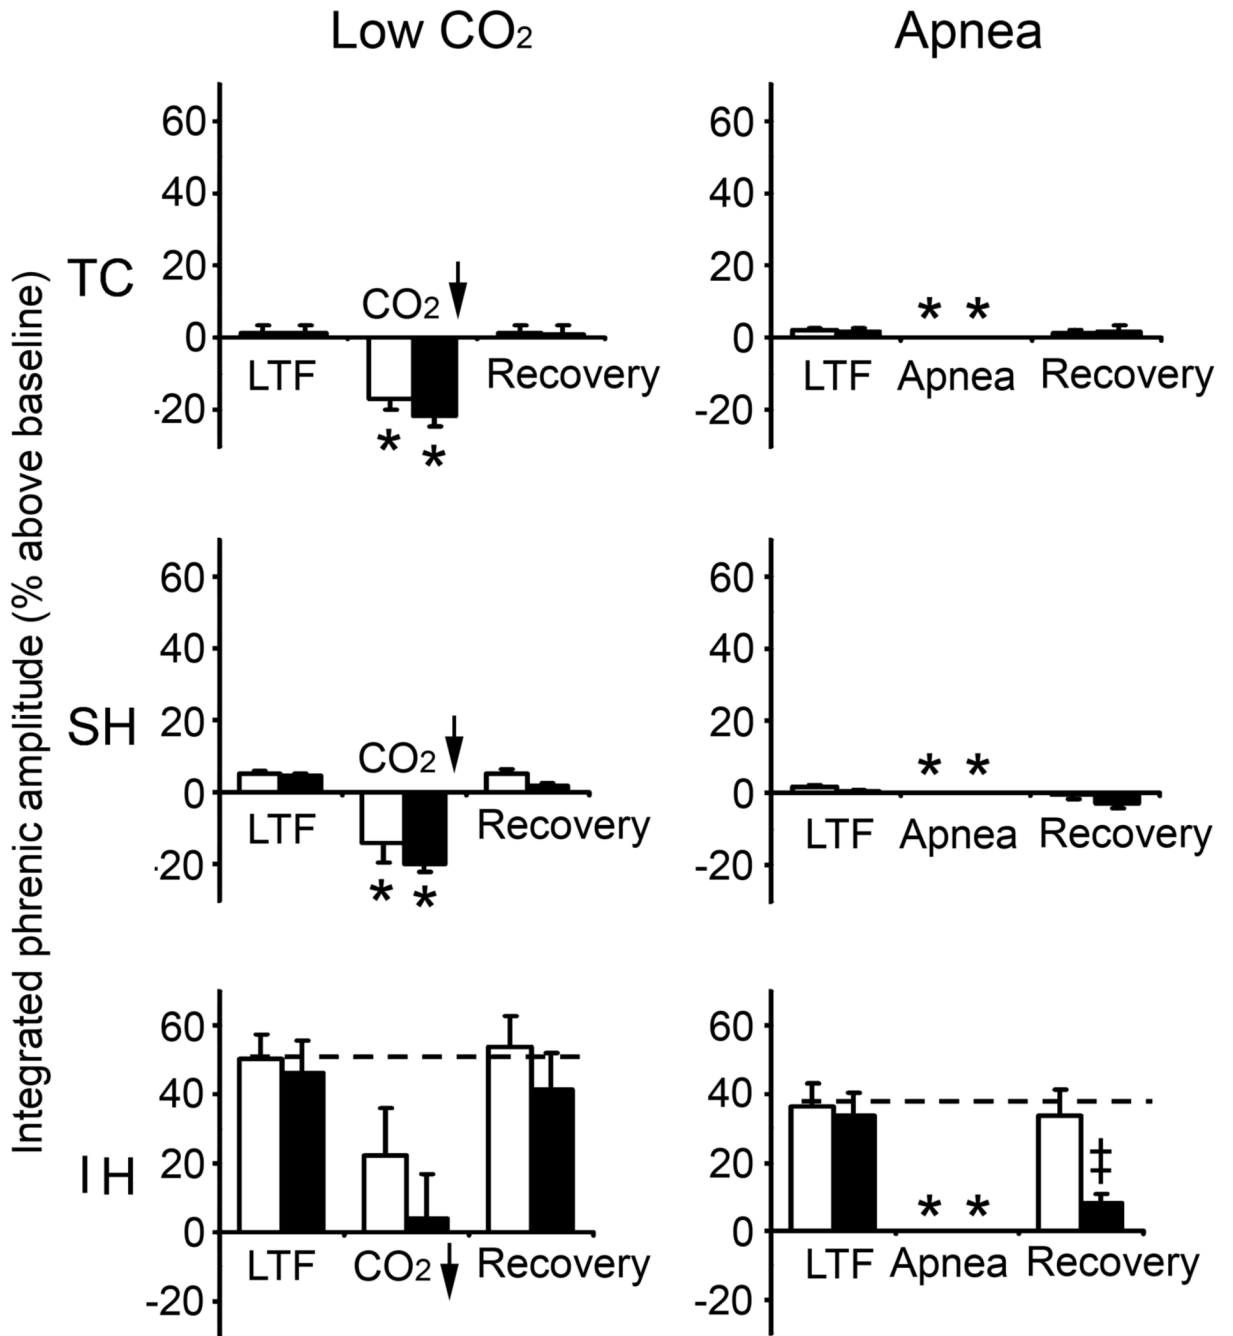 Low CO2
Apnea
Integrated phrenic amplitude (% above baseline)
TC
60
40
20
0
-20
CO2
LTF
Recovery
* *
60
40
20
0
-20
* *
LTF
Apnea
Recovery
SH
60
40
20
0
-20
CO2
LTF
Recovery
* *
60
40
20
0
-20
* *
LTF
Apnea
Recovery
IH
60
40
20
0
-20
LTF
CO2
Recovery
60
40
20
0
-20
* *
‡
LTF
Apnea
Recovery